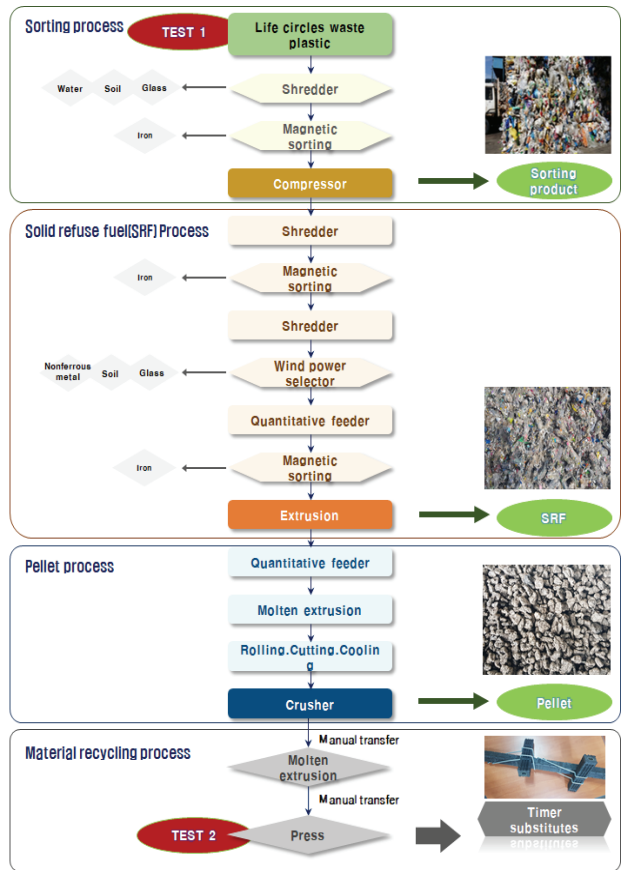 Sorting process
TEST 1
Life circles waste
plastic
Water
Soil
Glass
Shredder
Iron
Magnetic
sorting
Compressor
Sorting
product
Solid refuse fuel(SRF) Process
Shredder
Iron
Magnetic
sorting
Shredder
Nonferrous
metal
Soil
Glass
Wind power
selector
Quantitative feeder
Iron
Magnetic
sorting
Extrusion
SRF
Pellet process
Quantitative feeder
Molten extrusion
Rolling.Cutting.Coolin
g
Crusher
Pellet
Material recycling process
Manual transfer
Molten
extrusion
Manual transfer
TEST 2
Press
Timer
substitutes